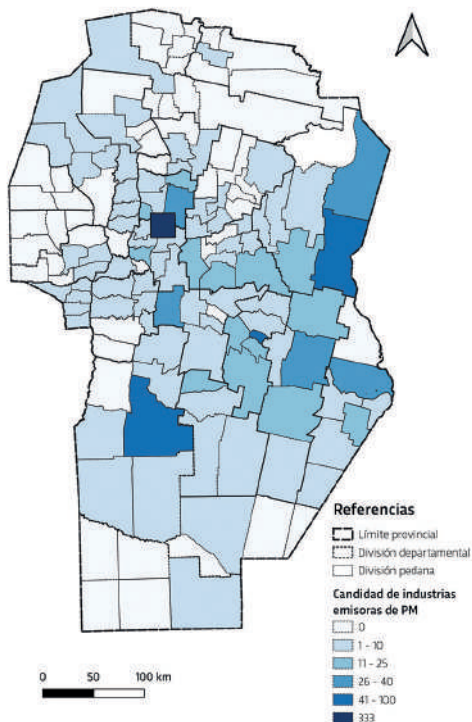 Referencias
Límite provincial
División departamental
División pedana
Candidad de industrias
emisoras de PM
0
1 - 10
11 - 25
26 - 40
41 - 100
333
0 50 100 km